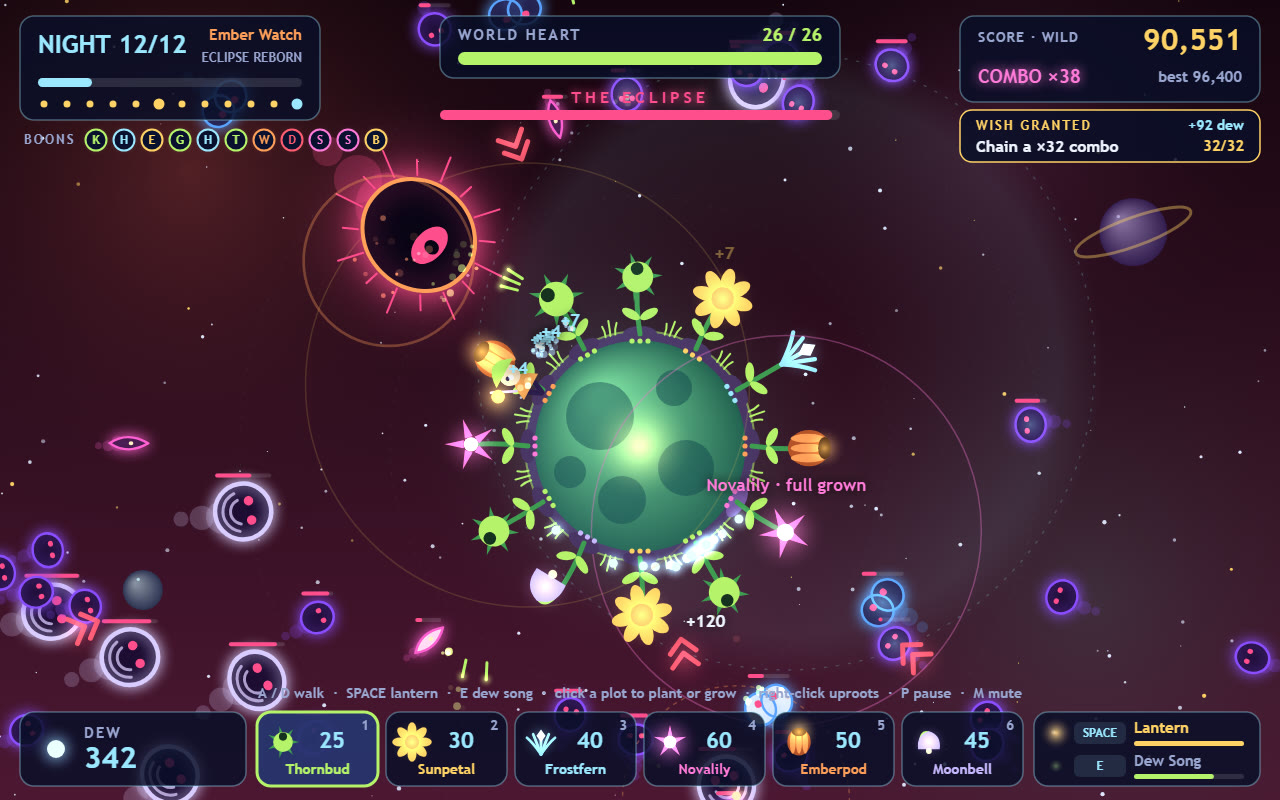 NIGHT 12/12
Ember Watch
ECLIPSE REBORN
BOONS K H E G H T W D S S B
WORLD HEART
26 / 26
THE ECLIPSE
SCORE · WILD
90,551
COMBO ×38
best 96,400
WISH GRANTED
+92 dew
Chain a ×32 combo
32/32
+7
+7
Novalily · full grown
+120
A / D walk · SPACE lantern · E dew song · click a plot to plant or grow · right-click uproots · P pause · M mute
DEW
342
1
25
Thornbud
2
30
Sunpetal
3
40
Frostfern
4
60
Novalily
5
50
Emberpod
6
45
Moonbell
SPACE
Lantern
E
Dew Song